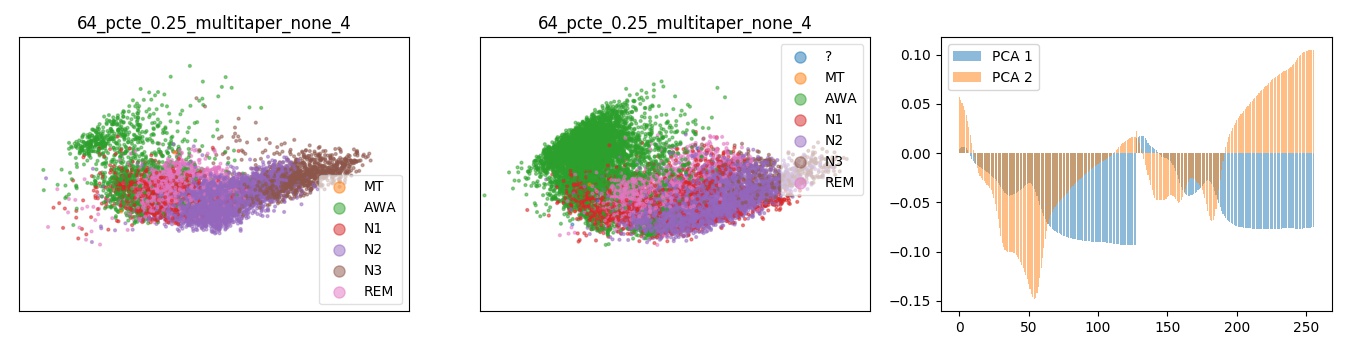 64_pcte_0.25_multitaper_none_4
MT
AWA
N1
N2
N3
REM
64_pcte_0.25_multitaper_none_4
?
MT
AWA
N1
N2
N3
REM
PCA 1
PCA 2
0.10
0.05
0.00
−0.05
−0.10
−0.15
0
50
100
150
200
250